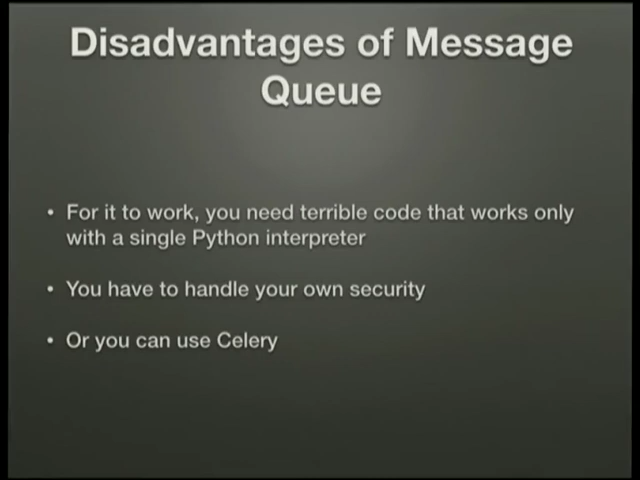 Disadvantages of Message
Queue
• For it to work, you need terrible code that works only
with a single Python interpreter
• You have to handle your own security
• Or you can use Celery